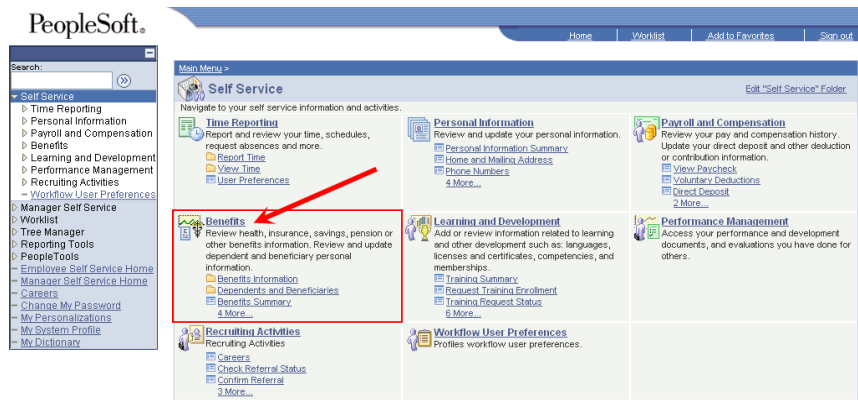 PeopleSoft.
Home Worklist Add to Favorites Sign out
Search:
Self Service
Time Reporting
Personal Information
Payroll and Compensation
Benefits
Learning and Development
Performance Management
Recruiting Activities
Workflow User Preferences
Manager Self Service
Worklist
Tree Manager
Reporting Tools
PeopleTools
Employee Self Service Home
Manager Self Service Home
Careers
Change My Password
My Personalizations
My System Profile
My Dictionary
Main Menu >
Self Service
Edit "Self Service" Folder
Navigate to your self service information and activities.
Time Reporting
Report and review your time, schedules,
request absences and more.
Report Time
View Time
User Preferences
Personal Information
Review and update your personal information.
Personal Information Summary
Home and Mailing Address
Phone Numbers
4 More...
Payroll and Compensation
Review your pay and compensation history.
Update your direct deposit and other deduction
or contribution information.
View Paycheck
Voluntary Deductions
Direct Deposit
2 More...
Benefits
Review health, insurance, savings, pension or
other benefits information. Review and update
dependent and beneficiary personal
information.
Benefits Information
Dependents and Beneficiaries
Benefits Summary
4 More...
Learning and Development
Add or review information related to learning
and other development such as: languages,
licenses and certificates, competencies, and
memberships.
Training Summary
Request Training Enrollment
Training Request Status
6 More...
Performance Management
Access your performance and development
documents, and evaluations you have done for
others.
Recruiting Activities
Recruiting Activities
Careers
Check Referral Status
Confirm Referral
3 More...
Workflow User Preferences
Profiles workflow user preferences.